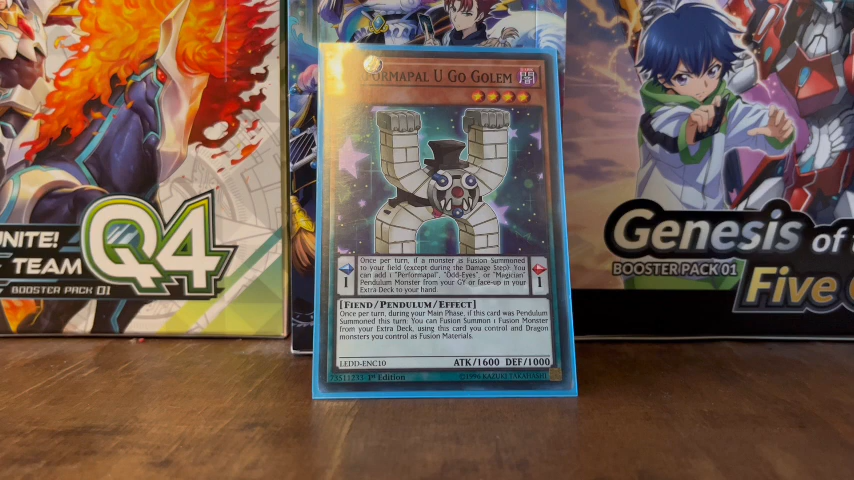 UNITE!
TEAM Q4
BOOSTER PACK 01
FORMAPAL U GO GOLEM
Once per turn, if a monster is Fusion Summoned
to your field (except during the Damage Step): You
can add 1 "Performapal", "Odd-Eyes", or "Magician"
Pendulum Monster from your GY or face-up in your
Extra Deck to your hand.
1
1
[FIEND/PENDULUM/EFFECT]
Once per turn, during your Main Phase, if this card was Pendulum
Summoned this turn: You can Fusion Summon 1 Fusion Monster
from your Extra Deck, using this card you control and Dragon
monsters you control as Fusion Materials.
LEDD-ENC10
ATK/1600 DEF/1000
1st Edition
©1996 KAZUKI TAKAHASHI
Genesis of
BOOSTER PACK 01
Five